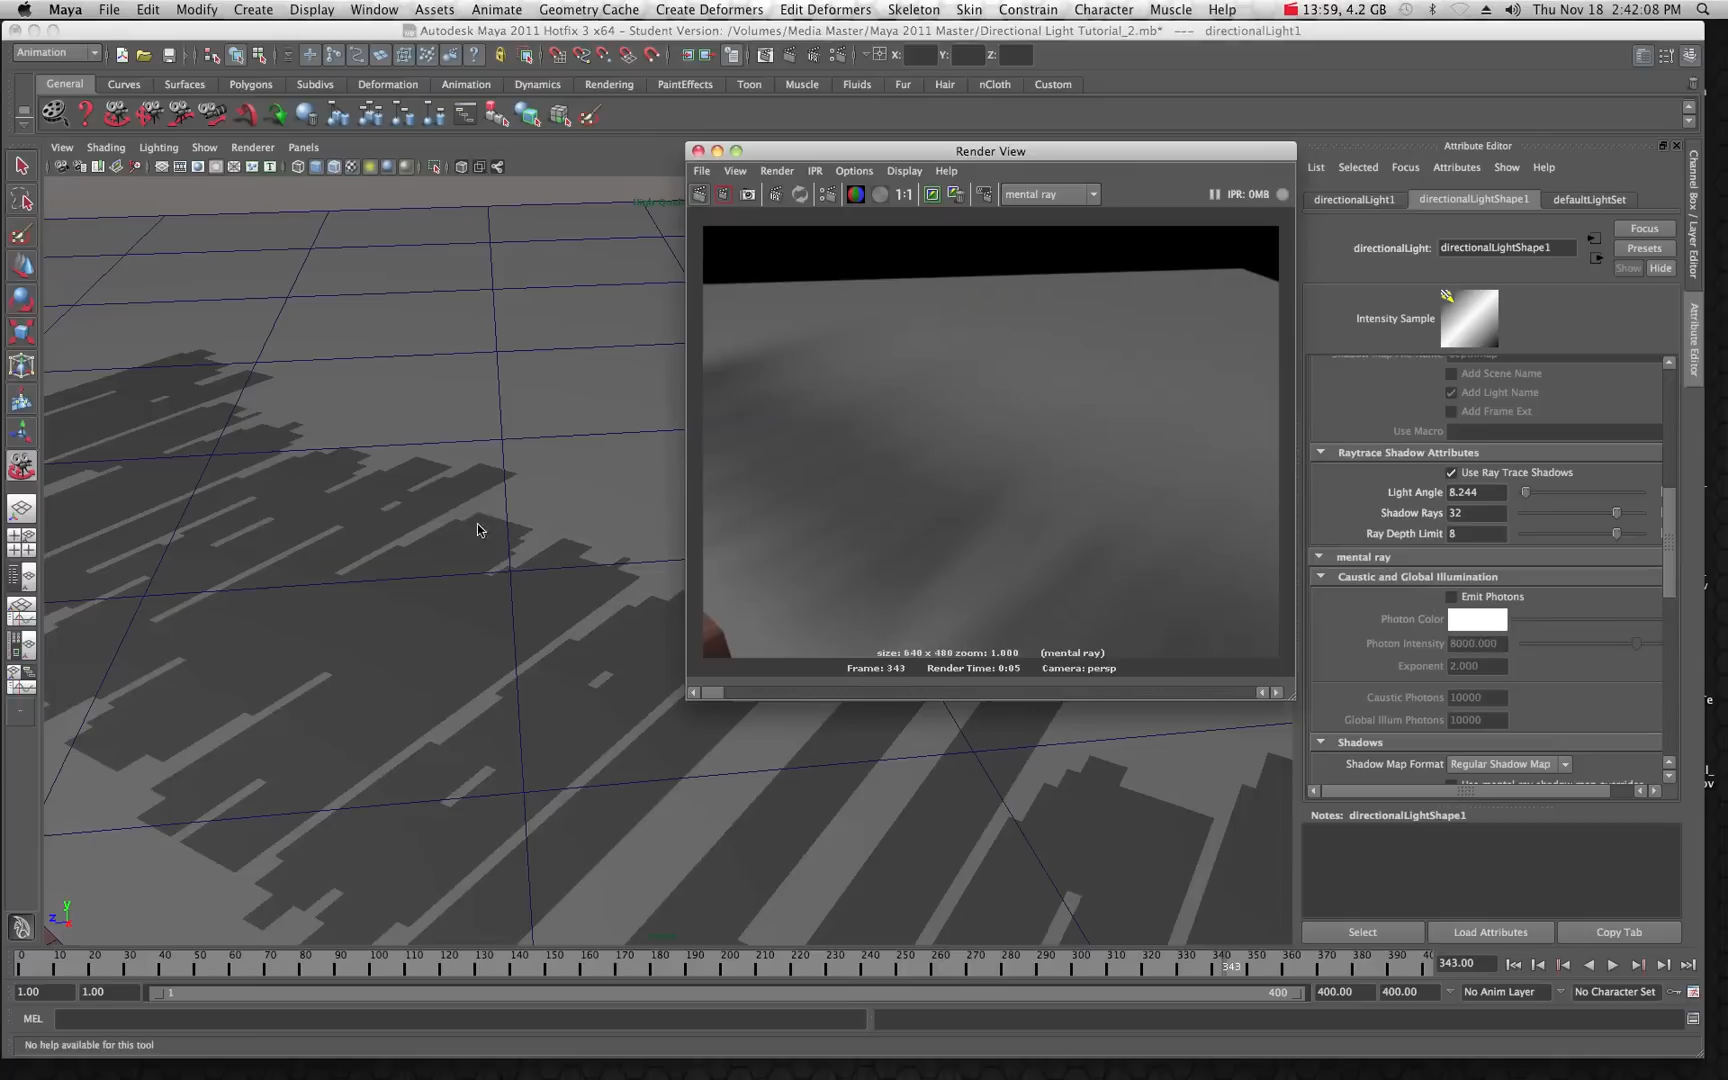 Maya File Edit Modify Create Display Window Assets Animate Geometry Cache Create Deformers Edit Deformers Skeleton Skin Constrain Character Muscle Help 13:59, 4.2 GB Thu Nov 18 2:42:08 PM
Autodesk Maya 2011 Hotfix 3 x64 - Student Version: /Volumes/Media Master/Maya 2011 Master/Directional Light Tutorial_2.mb* --- directionalLight1
Animation X: Y: Z:
General Curves Surfaces Polygons Subdivs Deformation Animation Rendering Dynamics PaintEffects Toon Muscle Fluids Fur Hair nCloth Custom
View Shading Lighting Show Renderer Panels
Render View
File View Render IPR Options Display Help
1:1 mental ray IPR: 0MB
size: 640 x 480 zoom: 1.000 (mental ray)
Frame: 343 Render Time: 0:05 Camera: persp
Attribute Editor
List Selected Focus Attributes Show Help
directionalLight1 directionalLightShape1 defaultLightSet
Focus
directionalLight: directionalLightShape1 Presets
Show Hide
Intensity Sample
Add Scene Name
Add Light Name
Add Frame Ext
Use Macro
Raytrace Shadow Attributes
Use Ray Trace Shadows
Light Angle 8.244
Shadow Rays 32
Ray Depth Limit 8
mental ray
Caustic and Global Illumination
Emit Photons
Photon Color
Photon Intensity 8000.000
Exponent 2.000
Caustic Photons 10000
Global Illum Photons 10000
Shadows
Shadow Map Format Regular Shadow Map
Notes: directionalLightShape1
Select Load Attributes Copy Tab
Channel Box / Layer Editor
Attribute Editor
z y
0 10 20 30 40 50 60 70 80 90 100 110 120 130 140 150 160 170 180 190 200 210 220 230 240 250 260 270 280 290 300 310 320 330 340 350 360 370 380 390 40
343 343.00
1.00 1.00 1 400 400.00 400.00 No Anim Layer No Character Set
MEL
No help available for this tool